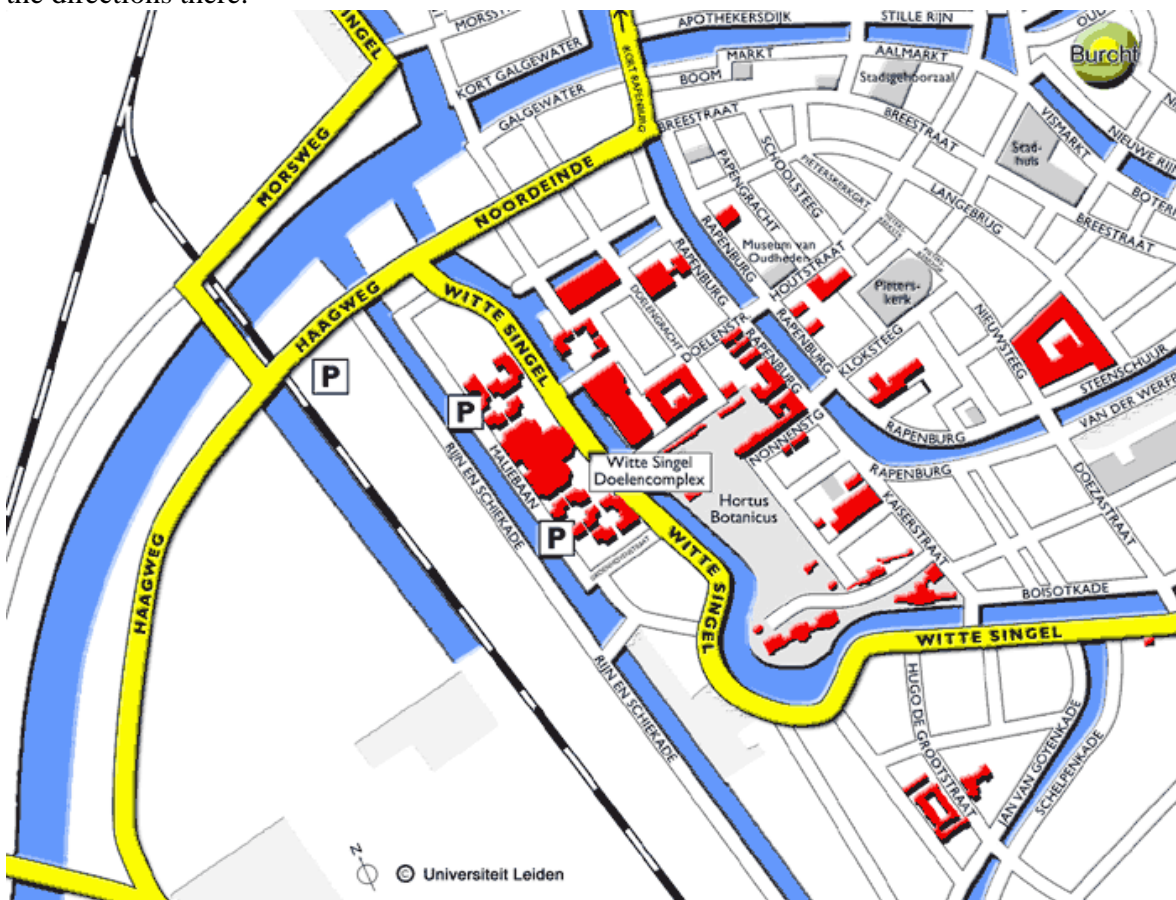 the directions there.
SINGEL
MORSSTR
APOTHEKERSDIJK
STILLE RIJN
OUD
Burcht
KORT GALGEWATER
KORT RAPENBURG
MARKT
BOOM
AALMARKT
Stadsgehoorzaal
GALGEWATER
BREESTRAAT
BREESTRAAT
VISMARKT
NIEUWE RIJN
Stad-
huis
MORSWEG
NOORDEINDE
SCHOOLSTEEG
PAPENGRACHT
PIETERSKERKGRT
LANGEBRUG
BOTERM
BREESTRAAT
RAPENBURG
RAPENBURG
Museum van
Oudheden
HOUTSTRAAT
Pieters-
kerk
HAAGWEG
WITTE SINGEL
DOELENGRACHT
DOELENSTR
RAPENBURG
RAPENBURG
KLOKSTEEG
NIEUWSTEEG
STEENSCHUUR
VAN DER WERFF
P
P
MALIEBAAN
RIJN EN SCHIEKADE
Witte Singel
Doelencomplex
NONNENSTG
RAPENBURG
RAPENBURG
DOEZASTRAAT
Hortus
Botanicus
KAISERSTRAAT
P
WITTE SINGEL
BOISOTKADE
HAAGWEG
WITTE SINGEL
RIJN EN SCHIEKADE
HUGO DE GROOTSTRAAT
JAN VAN GOYENKADE
SCHELPENKADE
Z
© Universiteit Leiden